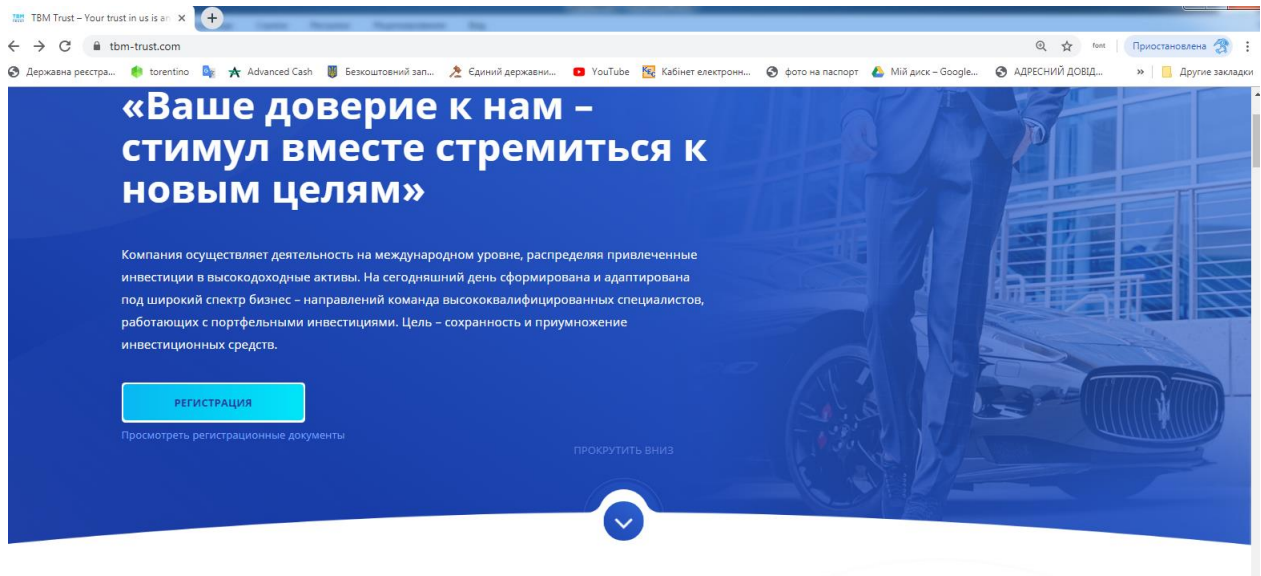 TBM Trust – Your trust in us is an
tbm-trust.com
font
Приостановлена
Державна реєстра...
torentino
Advanced Cash
Безкоштовний зап...
Єдиний державни...
YouTube
Кабінет електронн...
фото на паспорт
Мій диск – Google...
АДРЕСНИЙ ДОВІД...
»
Другие закладки
«Ваше доверие к нам –
стимул вместе стремиться к
новым целям»
Компания осуществляет деятельность на международном уровне, распределяя привлеченные
инвестиции в высокодоходные активы. На сегодняшний день сформирована и адаптирована
под широкий спектр бизнес – направлений команда высококвалифицированных специалистов,
работающих с портфельными инвестициями. Цель – сохранность и приумножение
инвестиционных средств.
РЕГИСТРАЦИЯ
Просмотреть регистрационные документы
ПРОКРУТИТЬ ВНИЗ